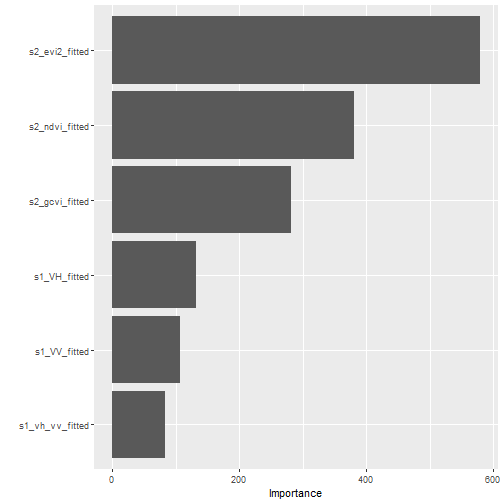 s2_evi2_fitted
s2_ndvi_fitted
s2_gcvi_fitted
s1_VH_fitted
s1_VV_fitted
s1_vh_vv_fitted
0 200 400 600
Importance